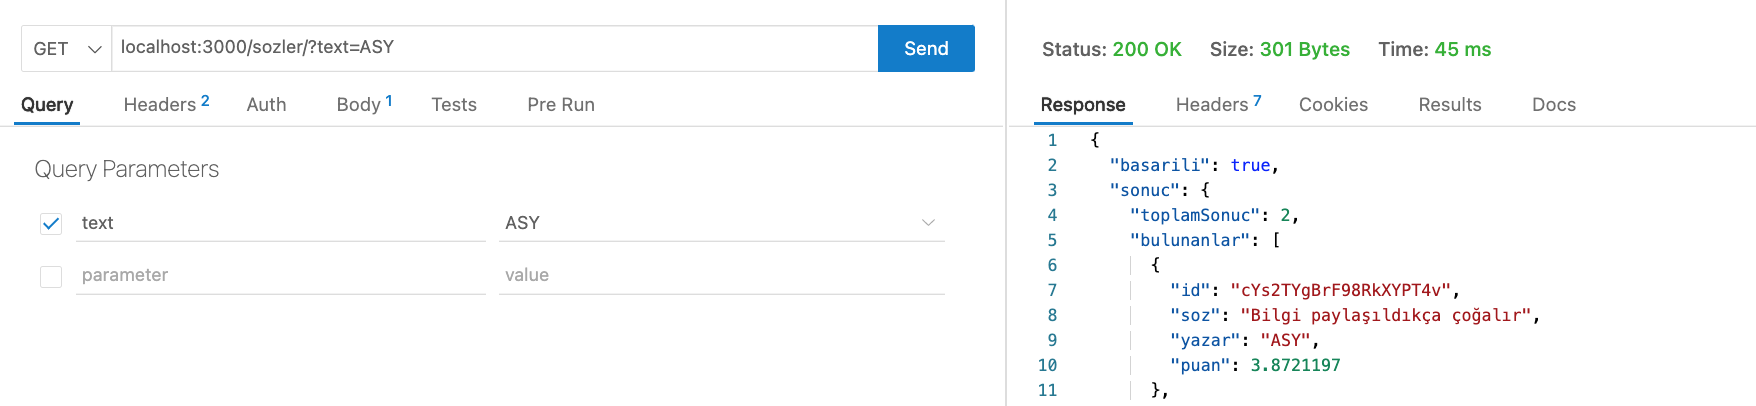 GET localhost:3000/sozler/?text=ASY Send
Query Headers 2 Auth Body 1 Tests Pre Run
Query Parameters
text ASY
parameter value
Status: 200 OK Size: 301 Bytes Time: 45 ms
Response Headers 7 Cookies Results Docs
1 {
2 "basarili": true,
3 "sonuc": {
4 "toplamSonuc": 2,
5 "bulunanlar": [
6 {
7 "id": "cYs2TYgBrF98RkXYPT4v",
8 "soz": "Bilgi paylaşıldıkça çoğalır",
9 "yazar": "ASY",
10 "puan": 3.8721197
11 },